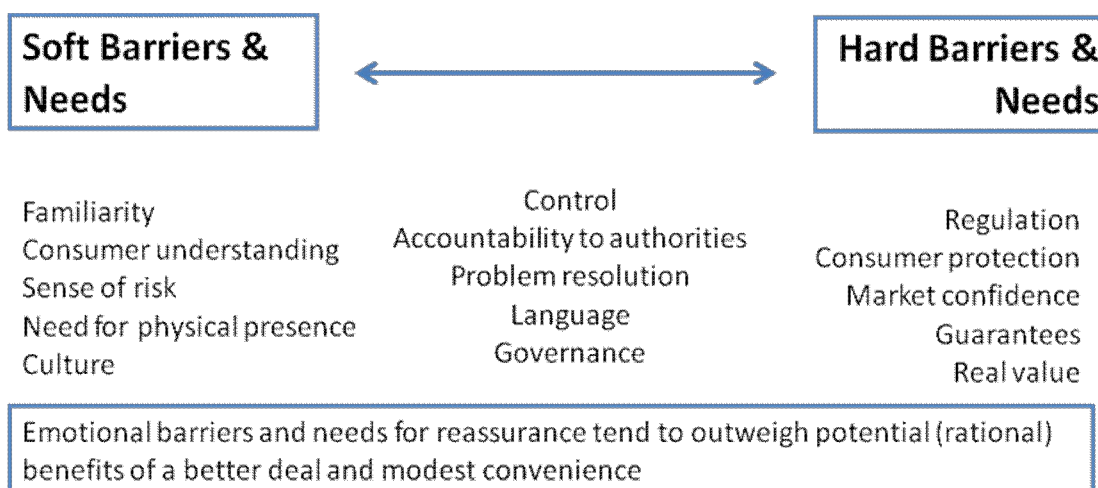 Soft Barriers &
Needs
Hard Barriers &
Needs
Familiarity
Consumer understanding
Sense of risk
Need for physical presence
Culture
Control
Accountability to authorities
Problem resolution
Language
Governance
Regulation
Consumer protection
Market confidence
Guarantees
Real value
Emotional barriers and needs for reassurance tend to outweigh potential (rational)
benefits of a better deal and modest convenience